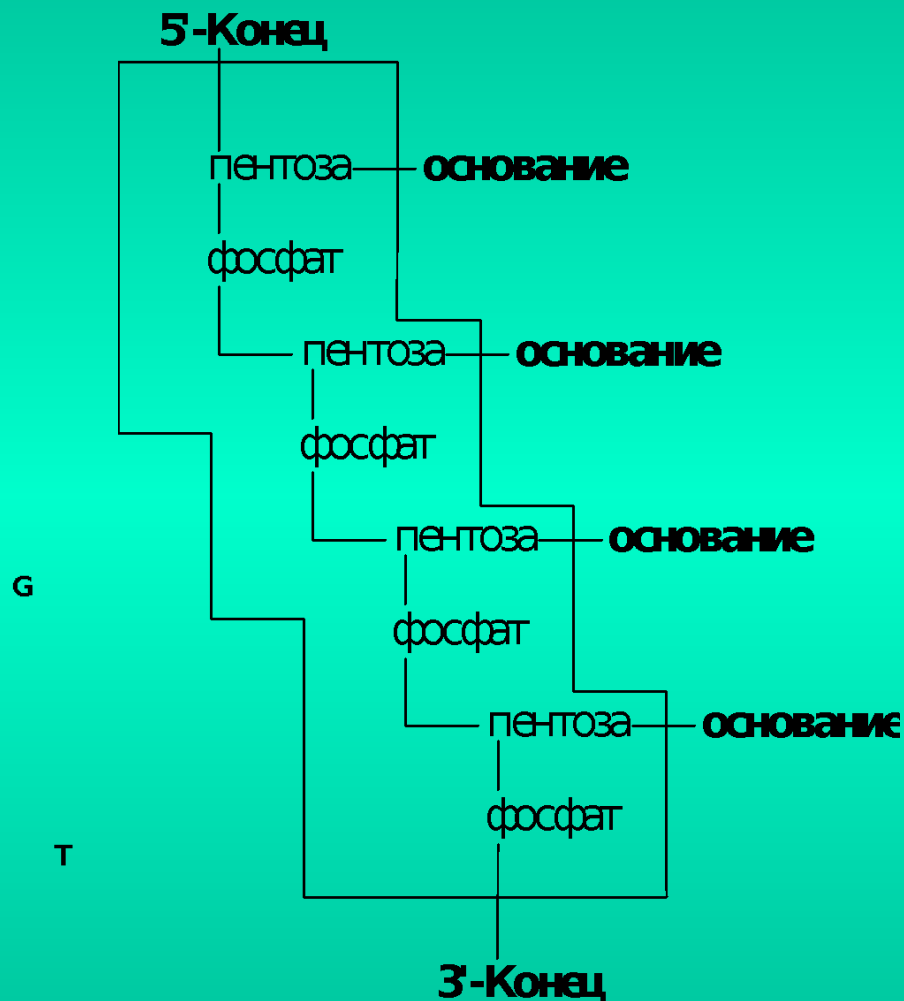 5'-Конец
пентоза основание
фосфат
пентоза основание
фосфат
пентоза основание
G
фосфат
пентоза основание
фосфат
T
3'-Конец